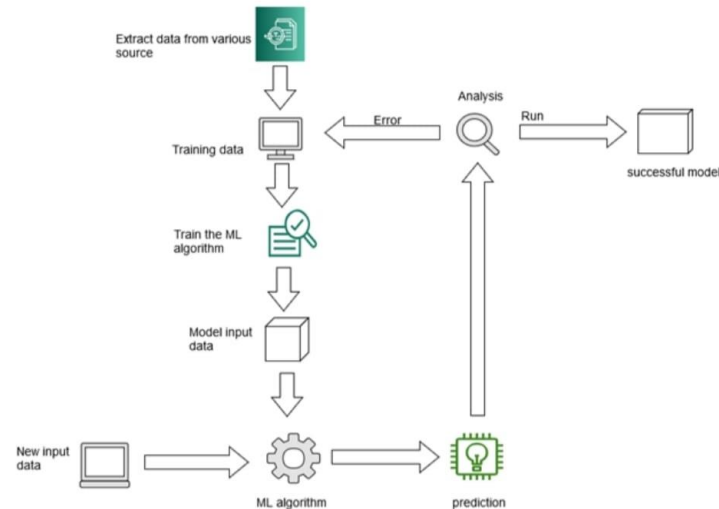 Extract data from various
source
Analysis
Error
Run
Training data
successful model
Train the ML
algorithm
Model input
data
New input
data
ML algorithm
prediction